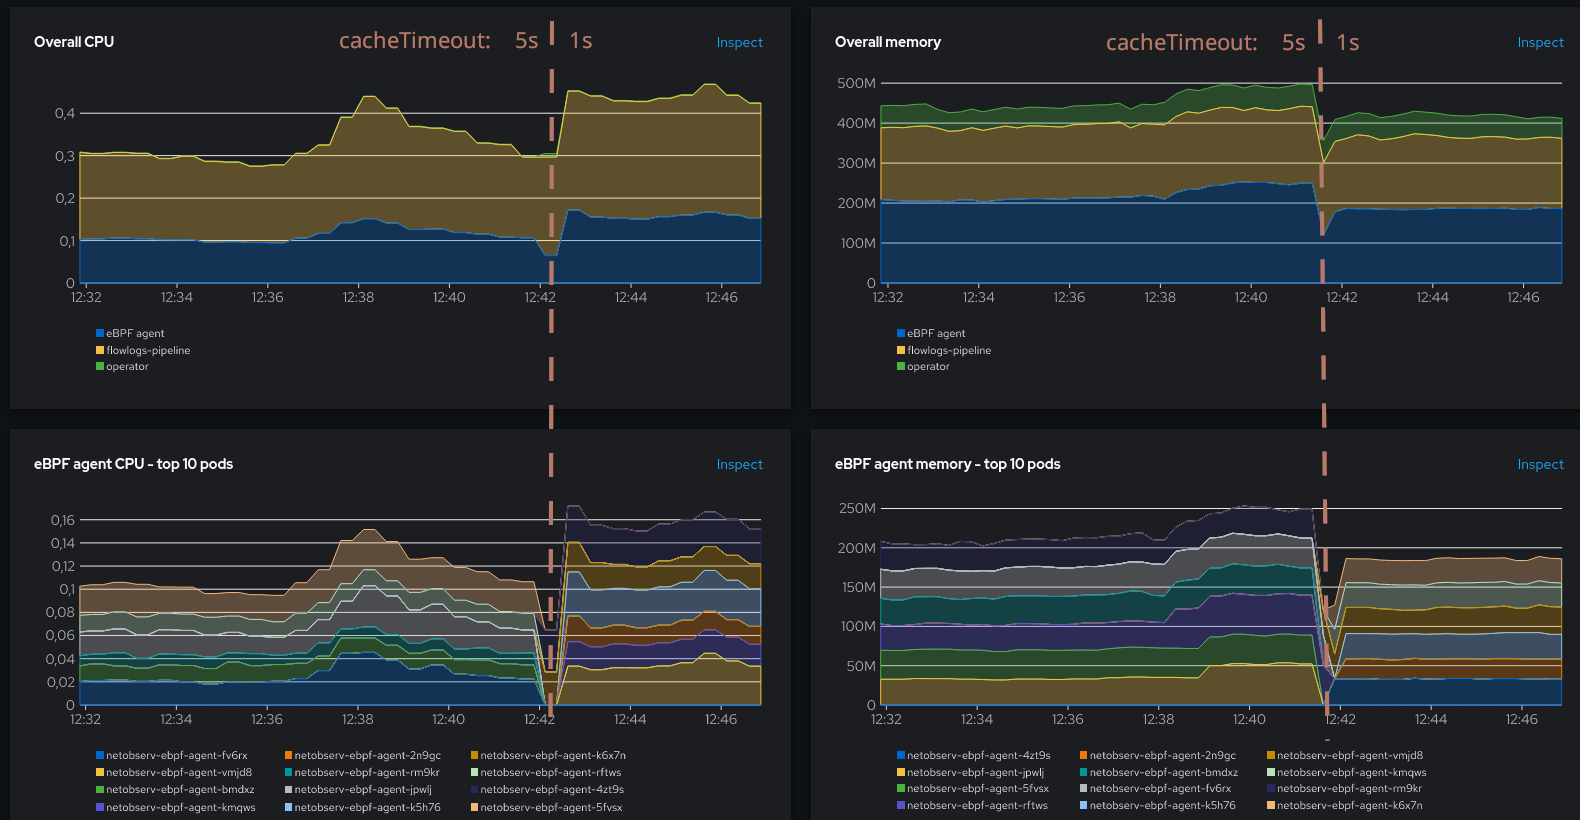 Overall CPU
cacheTimeout: 5s 1s
Inspect
0,4
0,3
0,2
0,1
0
12:32 12:34 12:36 12:38 12:40 12:42 12:44 12:46
eBPF agent
flowlogs-pipeline
operator
Overall memory
cacheTimeout: 5s 1s
Inspect
500M
400M
300M
200M
100M
0
12:32 12:34 12:36 12:38 12:40 12:42 12:44 12:46
eBPF agent
flowlogs-pipeline
operator
eBPF agent CPU - top 10 pods
Inspect
0,16
0,14
0,12
0,1
0,08
0,06
0,04
0,02
0
12:32 12:34 12:36 12:38 12:40 12:42 12:44 12:46
netobserv-ebpf-agent-fv6rx netobserv-ebpf-agent-2n9gc netobserv-ebpf-agent-k6x7n
netobserv-ebpf-agent-vmjd8 netobserv-ebpf-agent-rm9kr netobserv-ebpf-agent-rftws
netobserv-ebpf-agent-bmdxz netobserv-ebpf-agent-jpwlj netobserv-ebpf-agent-4zt9s
netobserv-ebpf-agent-kmqws netobserv-ebpf-agent-k5h76 netobserv-ebpf-agent-5fvsx
eBPF agent memory - top 10 pods
Inspect
250M
200M
150M
100M
50M
0
12:32 12:34 12:36 12:38 12:40 12:42 12:44 12:46
netobserv-ebpf-agent-4zt9s netobserv-ebpf-agent-2n9gc netobserv-ebpf-agent-vmjd8
netobserv-ebpf-agent-jpwlj netobserv-ebpf-agent-bmdxz netobserv-ebpf-agent-kmqws
netobserv-ebpf-agent-5fvsx netobserv-ebpf-agent-fv6rx netobserv-ebpf-agent-rm9kr
netobserv-ebpf-agent-rftws netobserv-ebpf-agent-k5h76 netobserv-ebpf-agent-k6x7n